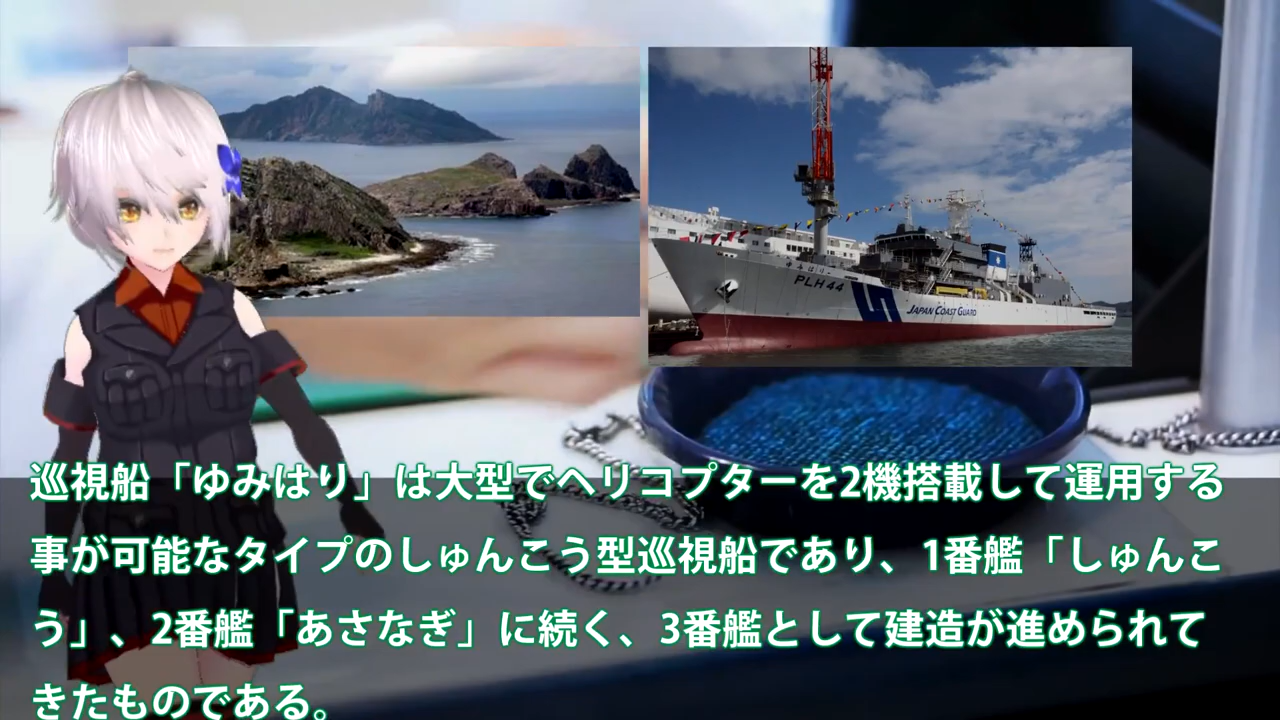 ゆみはり
PLH 44
JAPAN COAST GUARD
巡視船「ゆみはり」は大型でヘリコプターを2機搭載して運用する
事が可能なタイプのしゅんこう型巡視船であり、1番艦「しゅんこ
う」、2番艦「あさなぎ」に続く、3番艦として建造が進められて
きたものである。